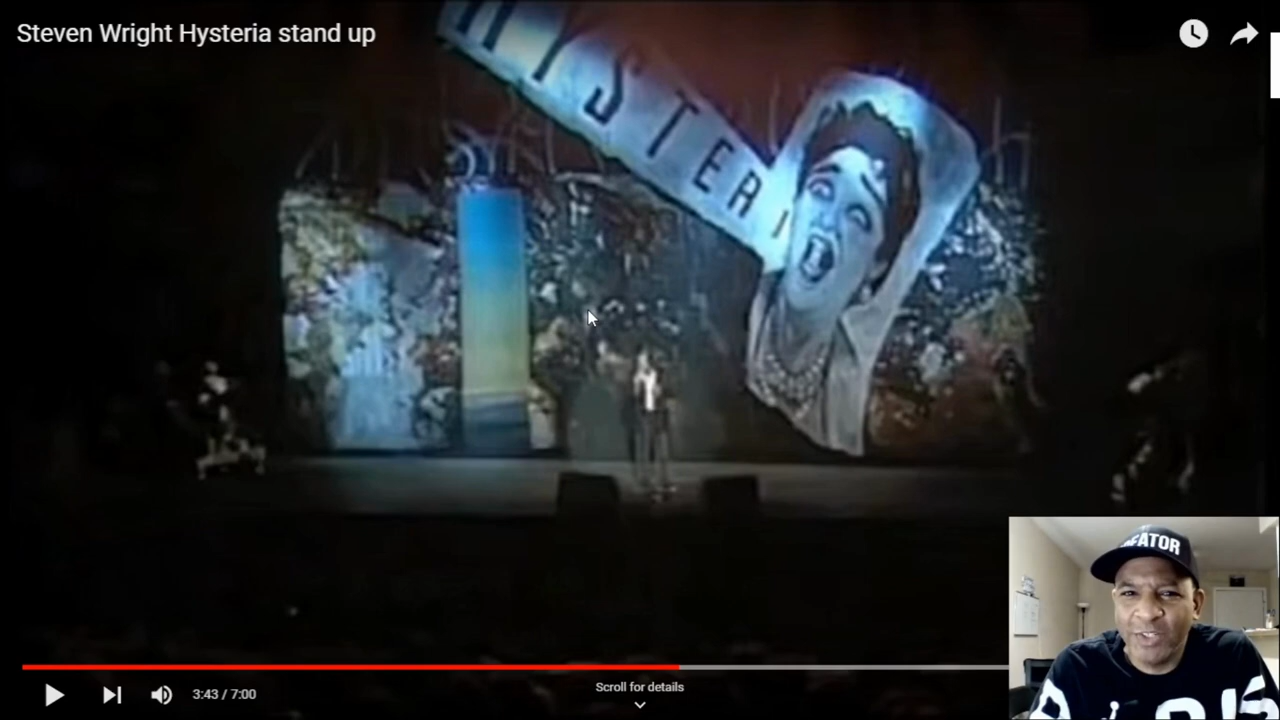 Steven Wright Hysteria stand up
HYSTERI
EATOR
3:43 / 7:00
Scroll for details